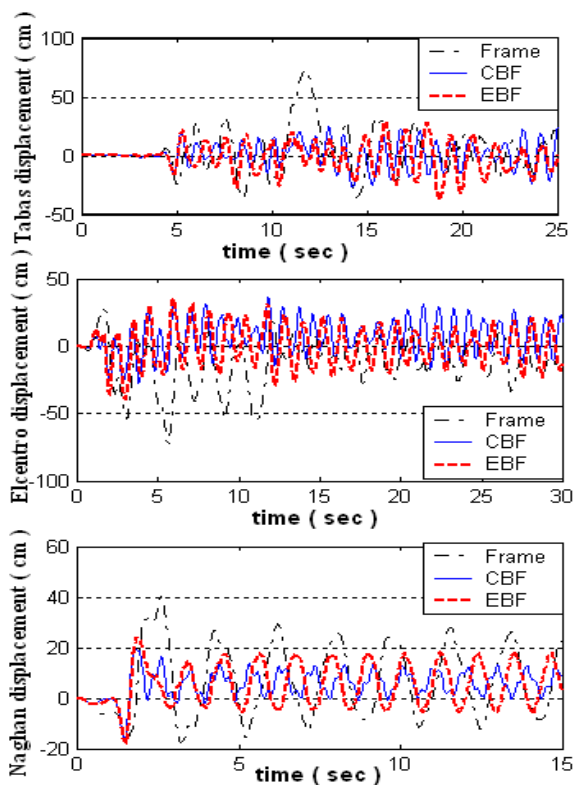 Tabas displacement ( cm )
100
50
0
-50
Frame
CBF
EBF
0 5 10 15 20 25
time ( sec )
Elcentro displacement ( cm )
50
0
-50
-100
Frame
CBF
EBF
0 5 10 15 20 25 30
time ( sec )
Naghan displacement ( cm )
60
40
20
0
-20
Frame
CBF
EBF
0 5 10 15
time ( sec )